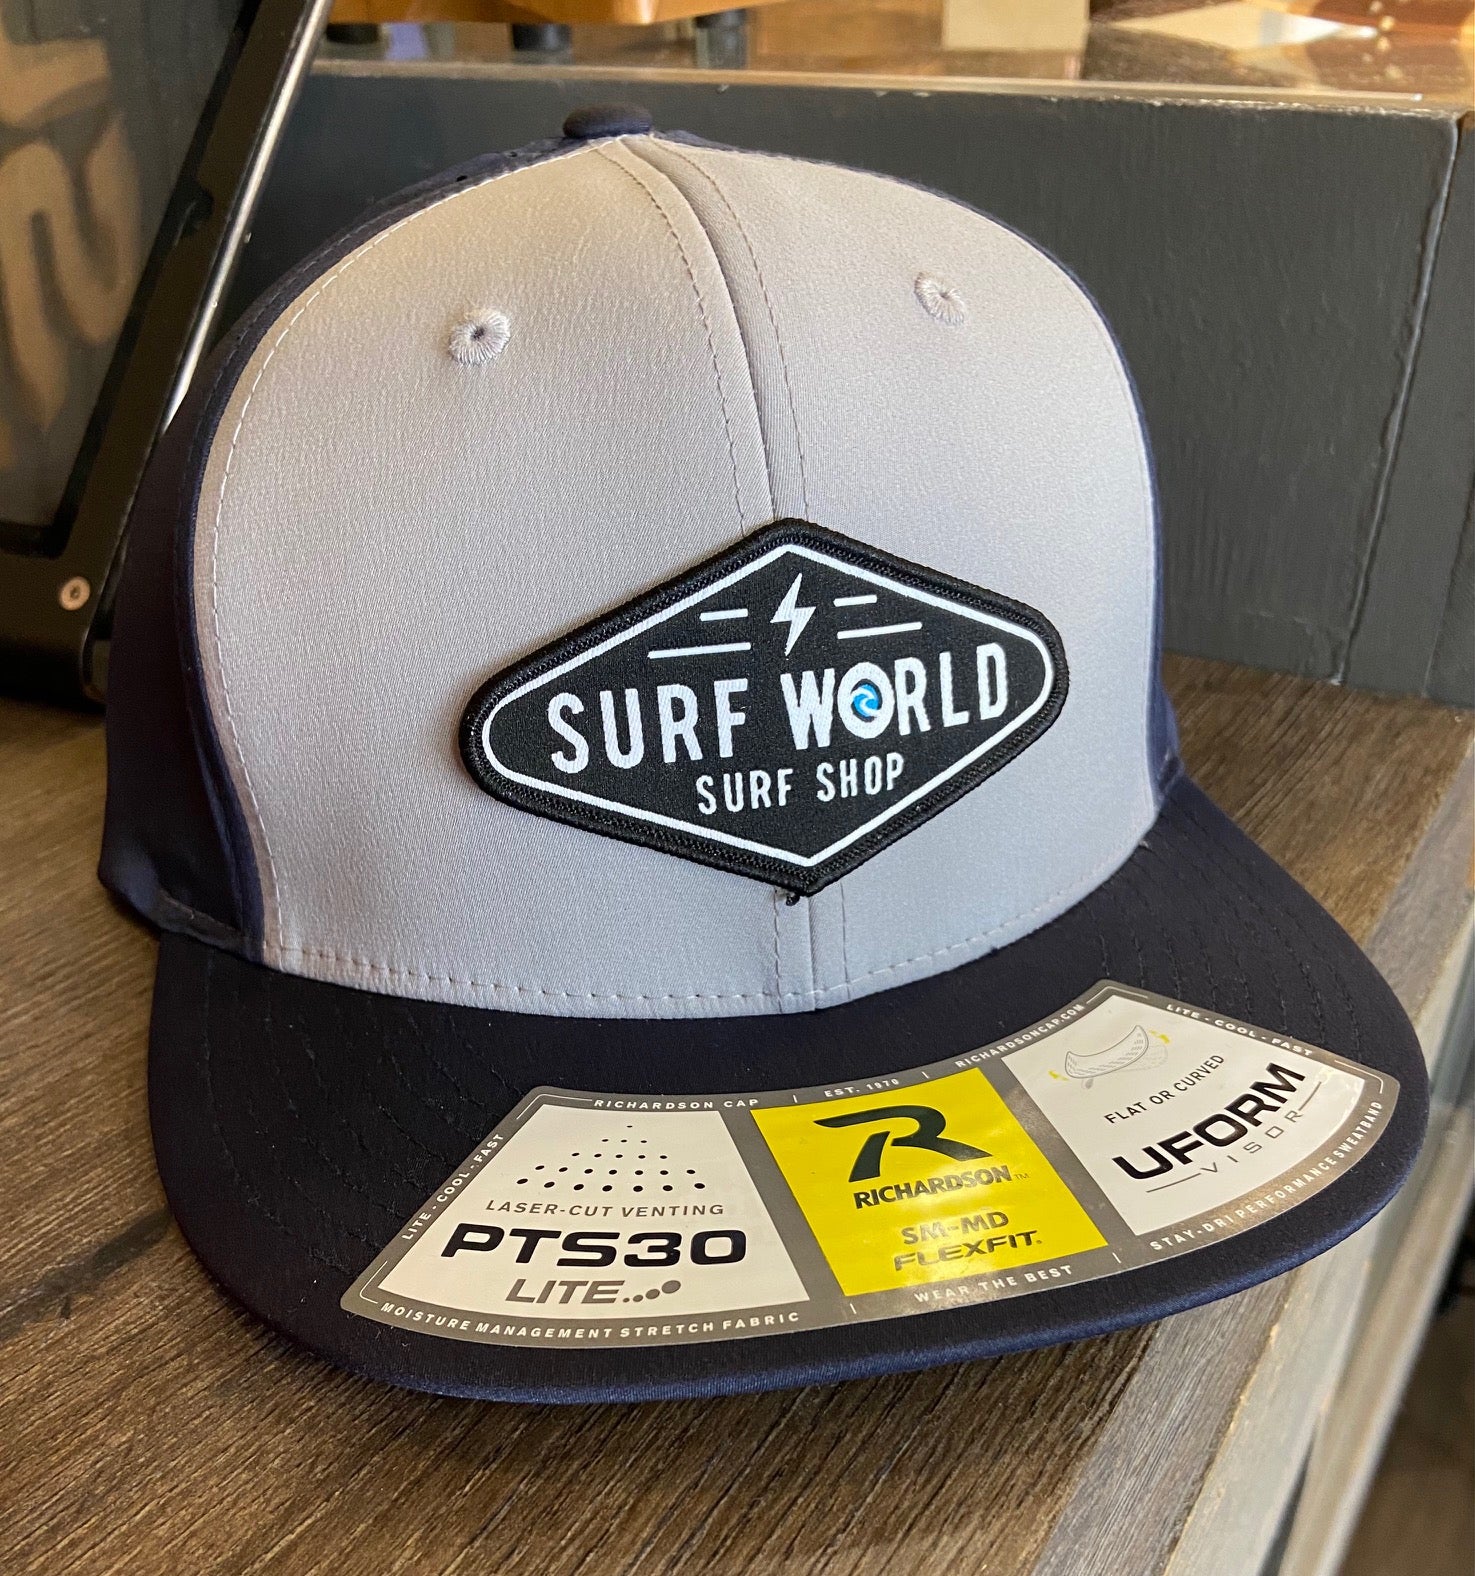 SURF WORLD
SURF SHOP
RICHARDSON CAP | EST. 1970 | RICHARDSONCAP.COM
LITE · COOL · FAST
LITE · COOL · FAST
LASER-CUT VENTING
PTS30
LITE
R
RICHARDSON™
SM-MD
FLEXFIT®
FLAT OR CURVED
UFORM
VISOR
MOISTURE MANAGEMENT STRETCH FABRIC | WEAR THE BEST | STAY-DRI PERFORMANCE SWEATBAND